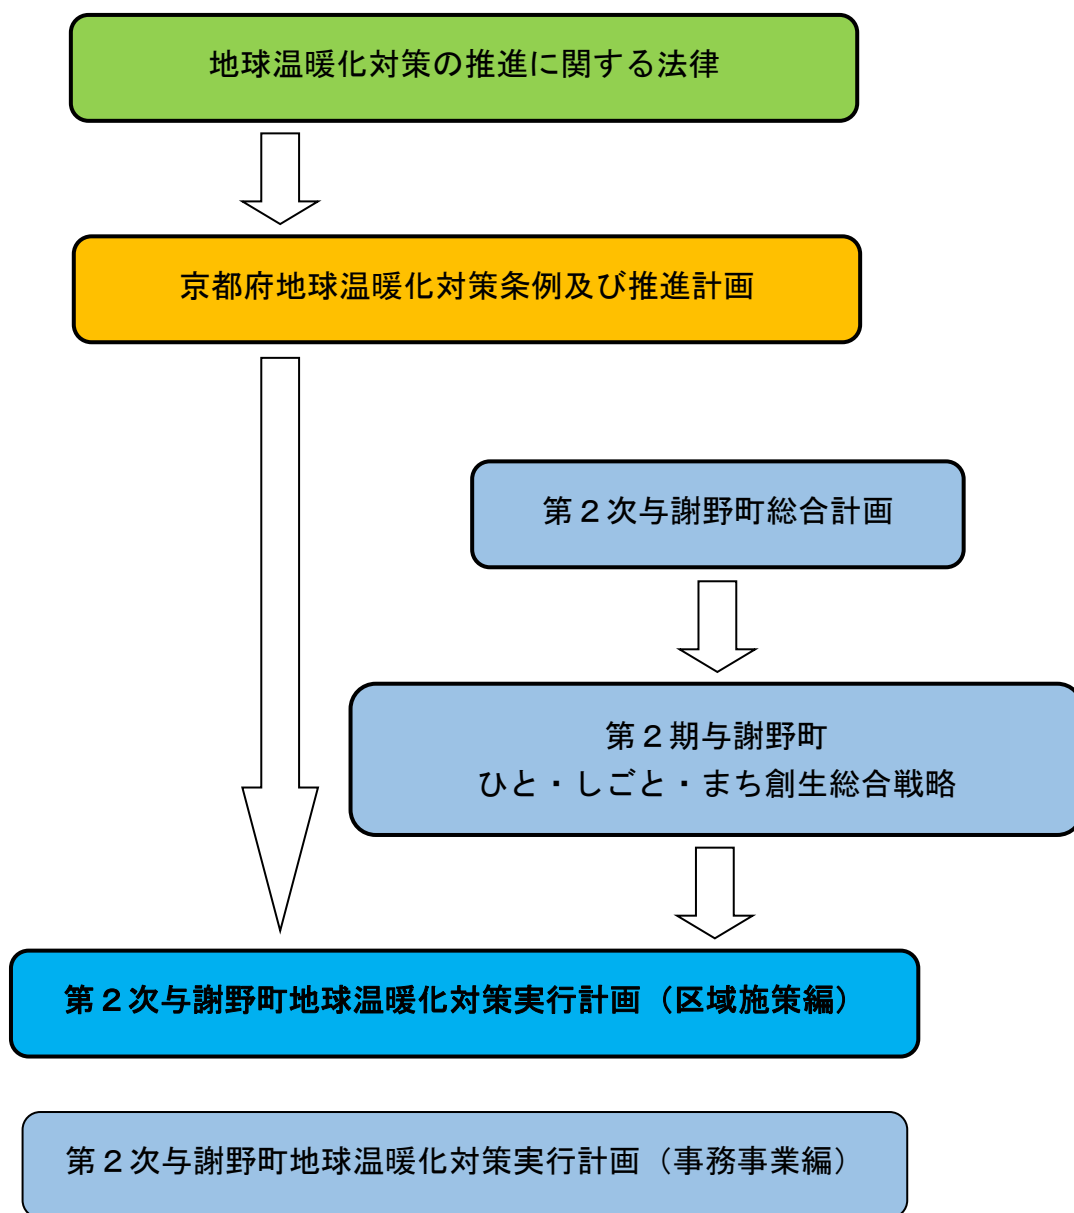 地球温暖化対策の推進に関する法律
京都府地球温暖化対策条例及び推進計画
第２次与謝野町総合計画
第２期与謝野町
ひと・しごと・まち創生総合戦略
第２次与謝野町地球温暖化対策実行計画（区域施策編）
第２次与謝野町地球温暖化対策実行計画（事務事業編）